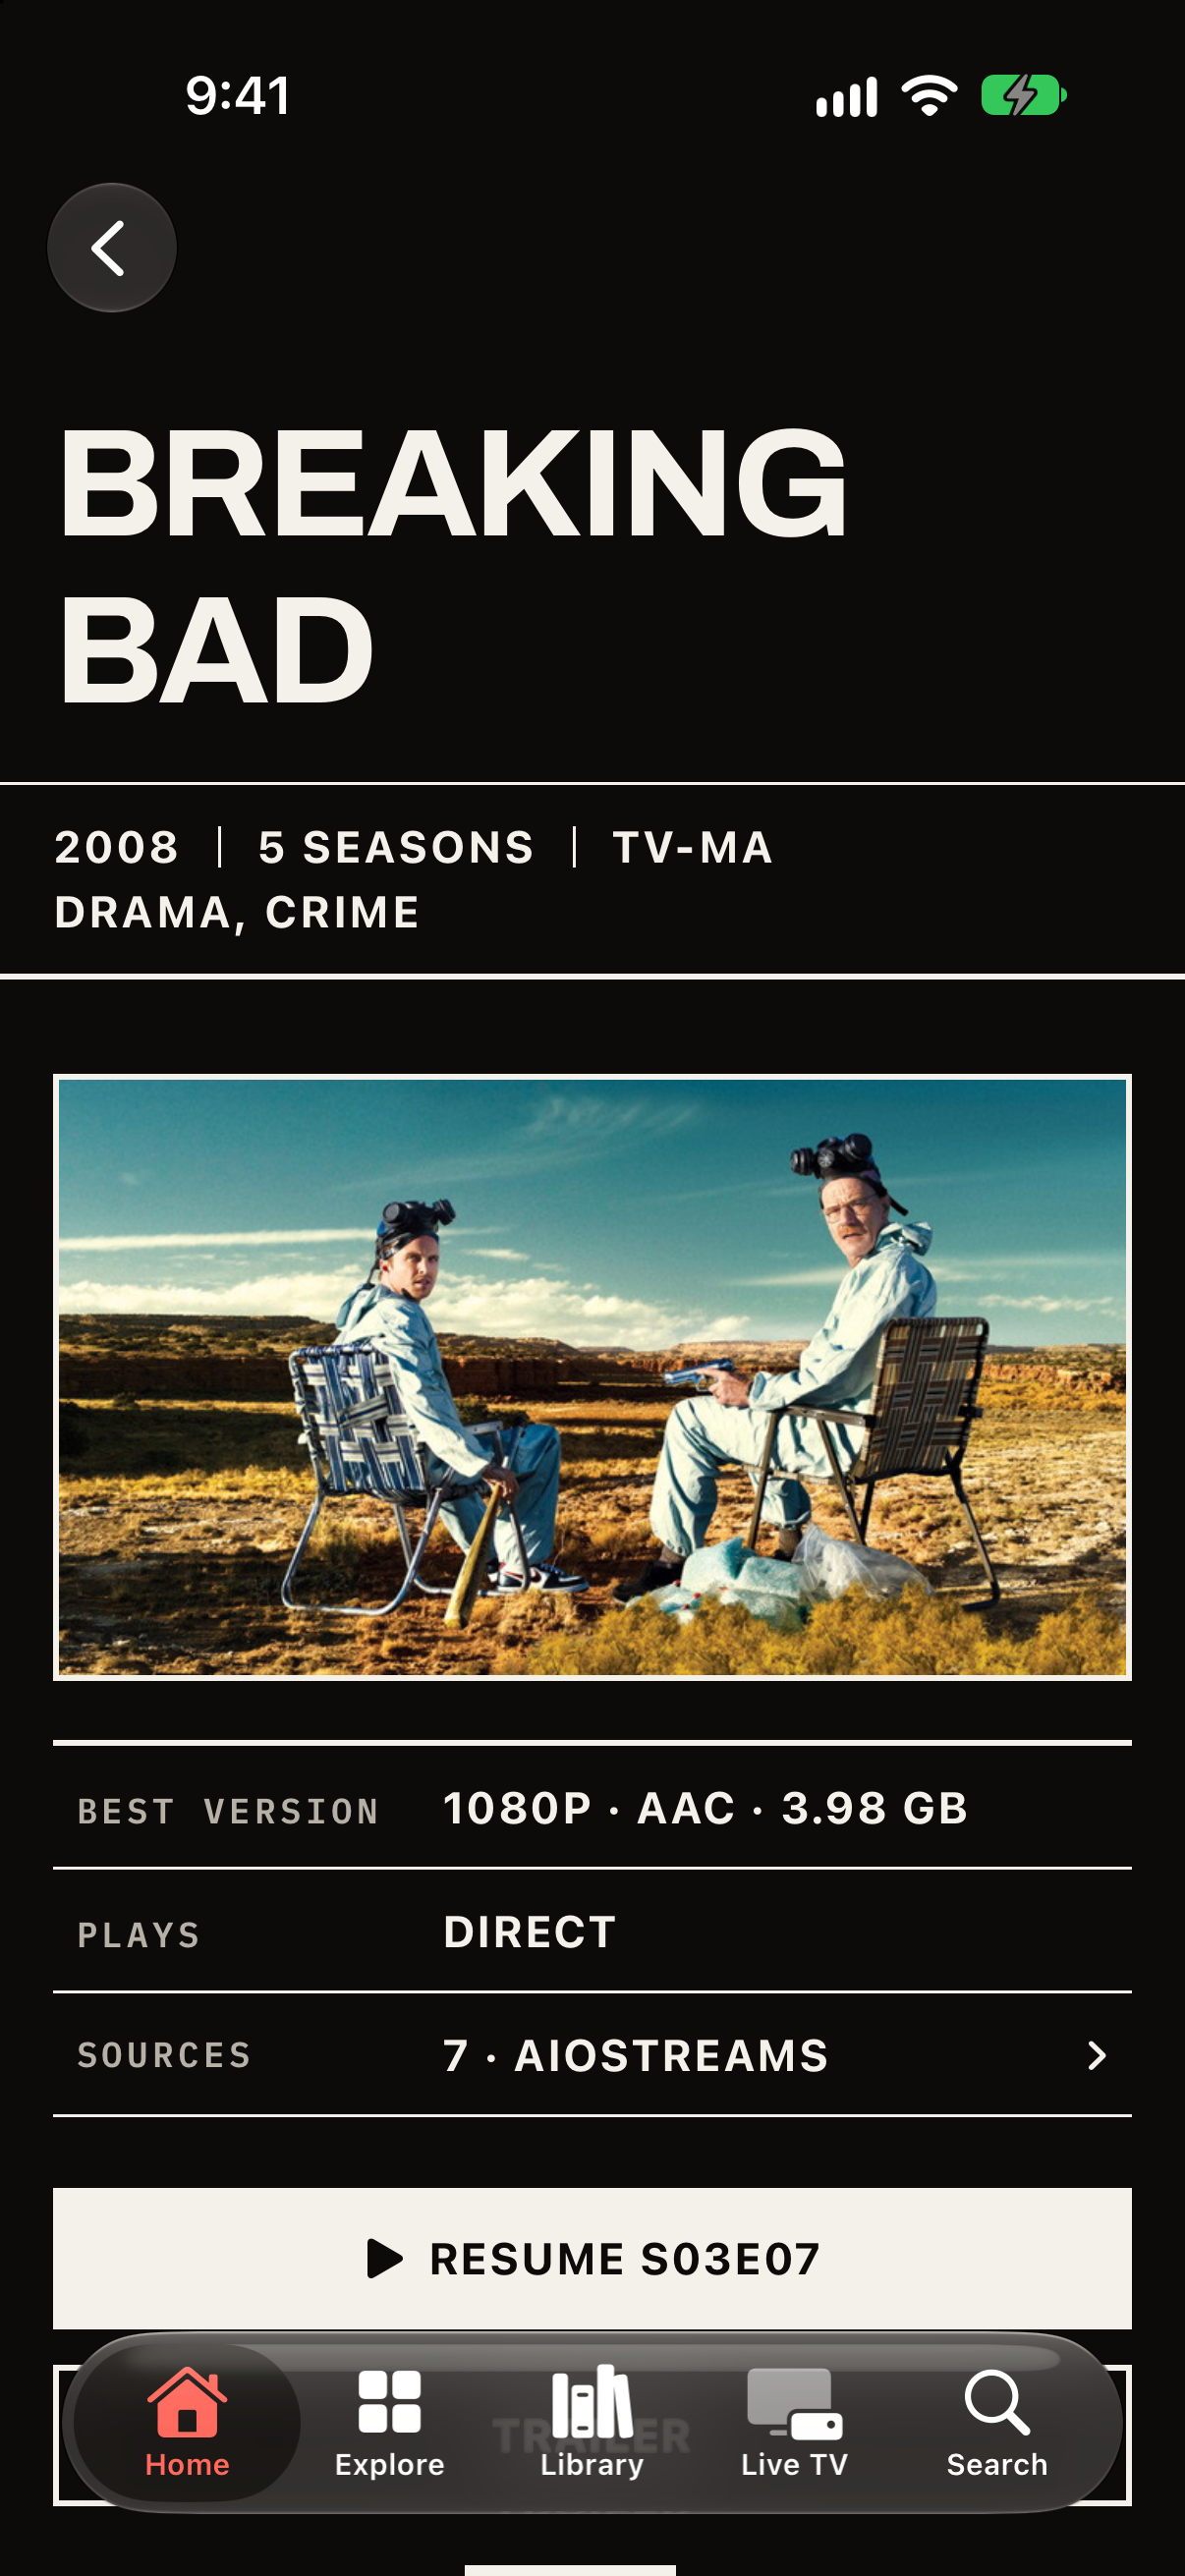 9:41
BREAKING
BAD
2008 | 5 SEASONS | TV-MA
DRAMA, CRIME
BEST VERSION 1080P · AAC · 3.98 GB
PLAYS DIRECT
SOURCES 7 · AIOSTREAMS
RESUME S03E07
TRAILER
Home Explore Library Live TV Search